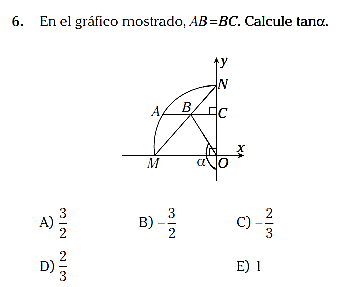 6. En el gráfico mostrado, AB=BC. Calcule tanα.
y
N
A B C
x
M α O
A) 3/2 B) –3/2 C) –2/3
D) 2/3 E) 1